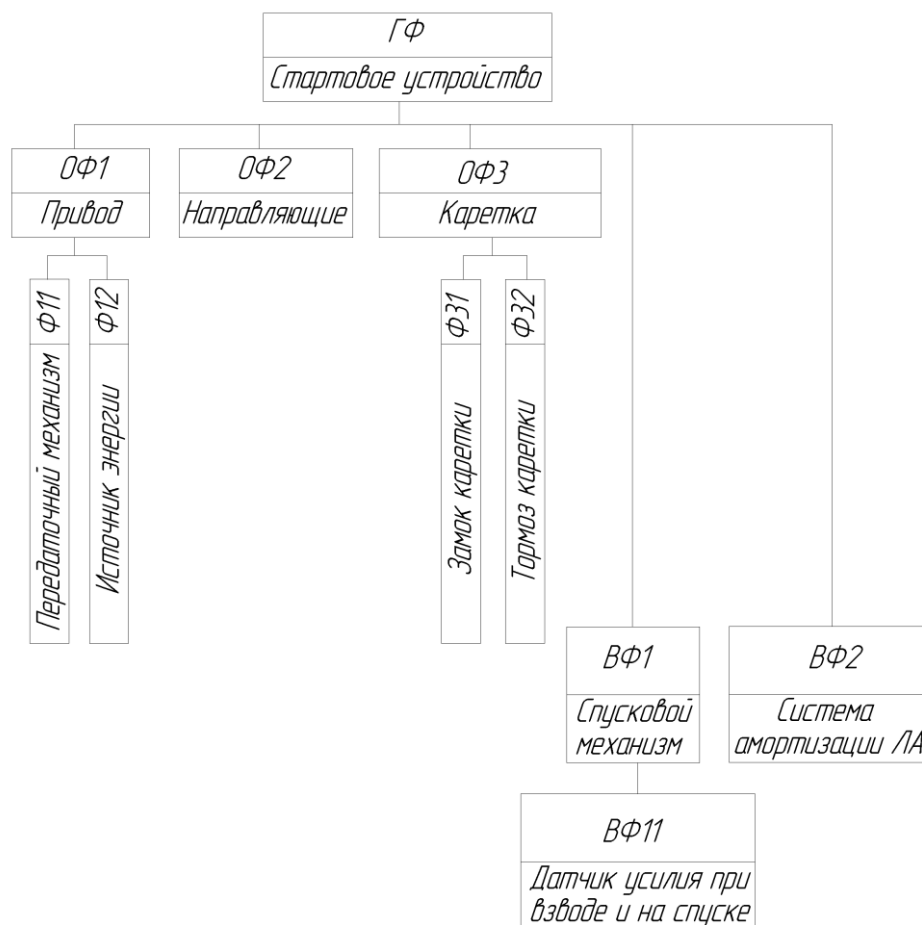 ГФ
Стартовое устройство
ОФ1
Привод
ОФ2
Направляющие
ОФ3
Каретка
Ф11
Передаточный механизм
Ф12
Источник энергии
Ф31
Замок каретки
Ф32
Тормоз каретки
ВФ1
Спусковой
механизм
ВФ2
Система
амортизации ЛА
ВФ11
Датчик усилия при
взводе и на спуске